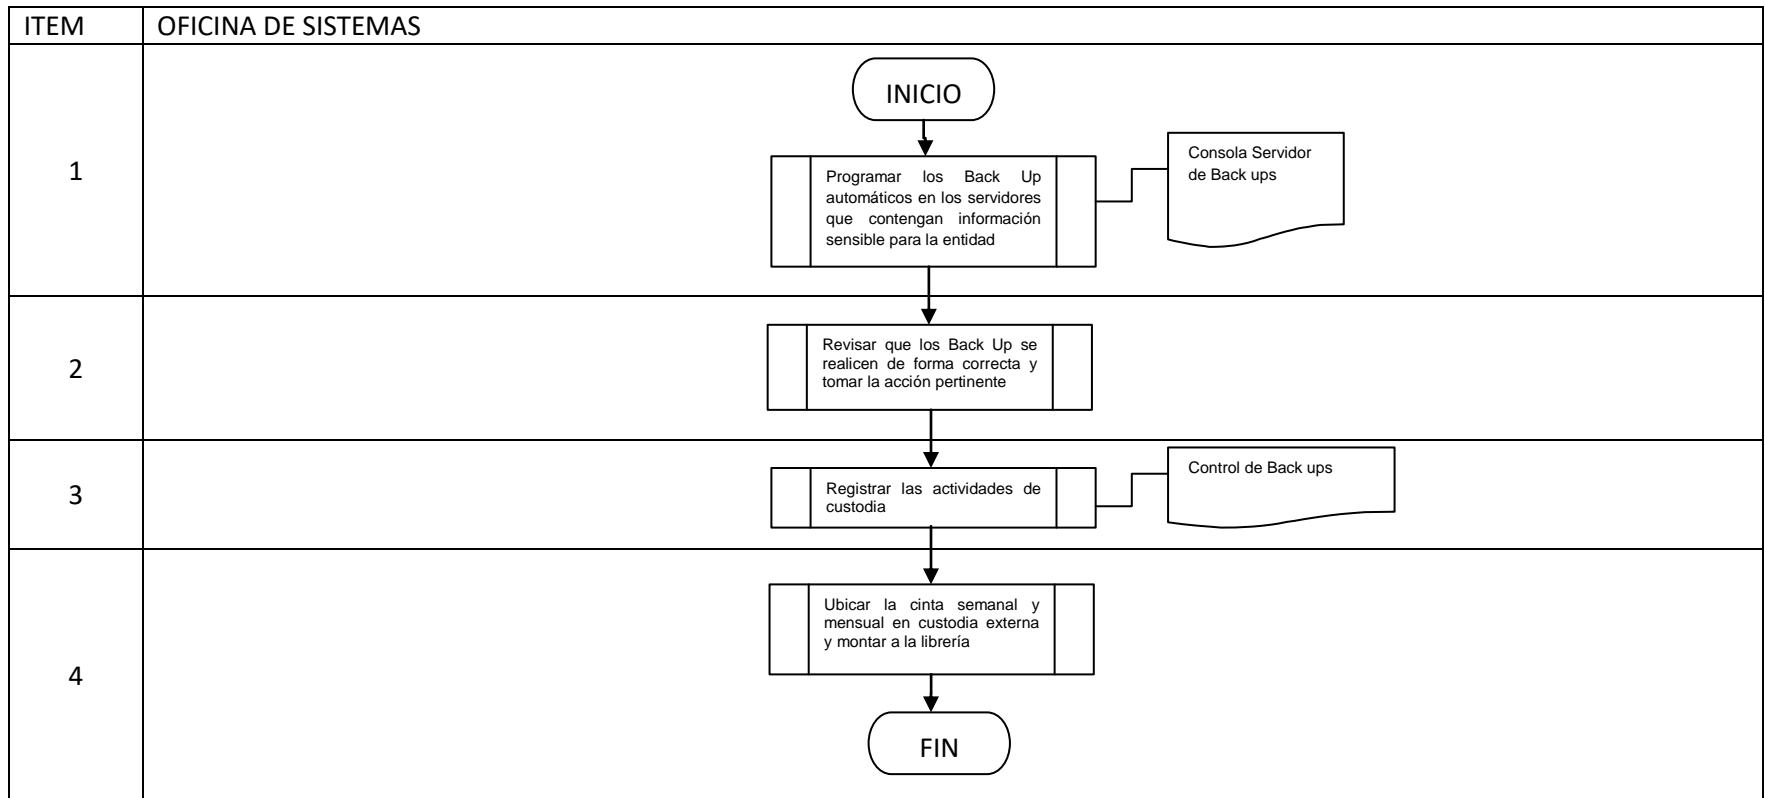 ITEM OFICINA DE SISTEMAS
INICIO
1
Programar los Back Up
automáticos en los servidores
que contengan información
sensible para la entidad
Consola Servidor
de Back ups
2
Revisar que los Back Up se
realicen de forma correcta y
tomar la acción pertinente
3
Registrar las actividades de
custodia
Control de Back ups
4
Ubicar la cinta semanal y
mensual en custodia externa
y montar a la librería
FIN